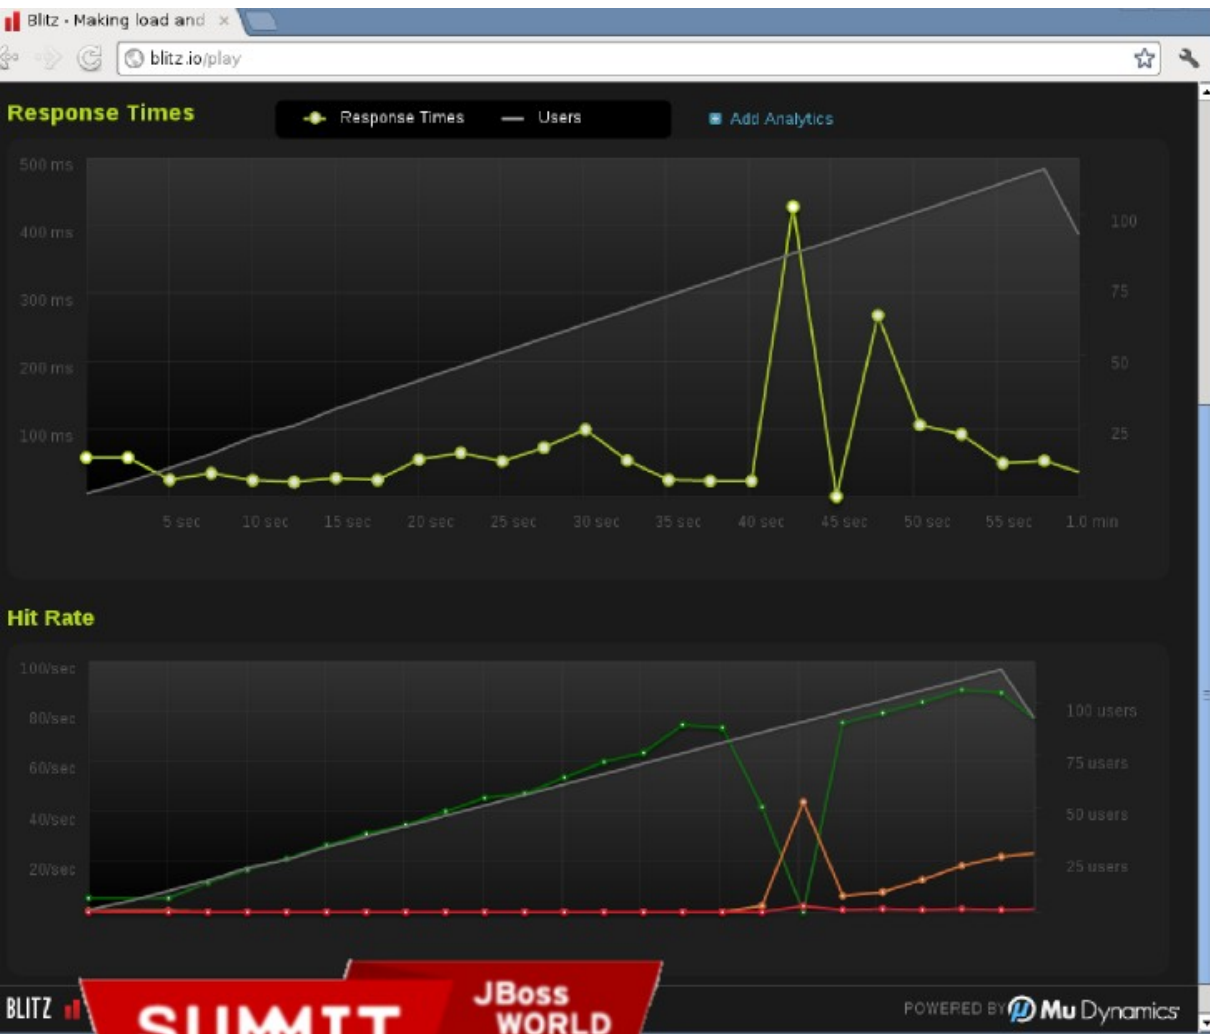 Blitz - Making load and
blitz.io/play
Response Times
Response Times
Users
Add Analytics
500 ms
400 ms
300 ms
200 ms
100 ms
100
75
50
25
5 sec 10 sec 15 sec 20 sec 25 sec 30 sec 35 sec 40 sec 45 sec 50 sec 55 sec 1.0 min
Hit Rate
100/sec
80/sec
60/sec
40/sec
20/sec
100 users
75 users
50 users
25 users
BLITZ
SUMMIT
JBoss
WORLD
POWERED BY Mu Dynamics